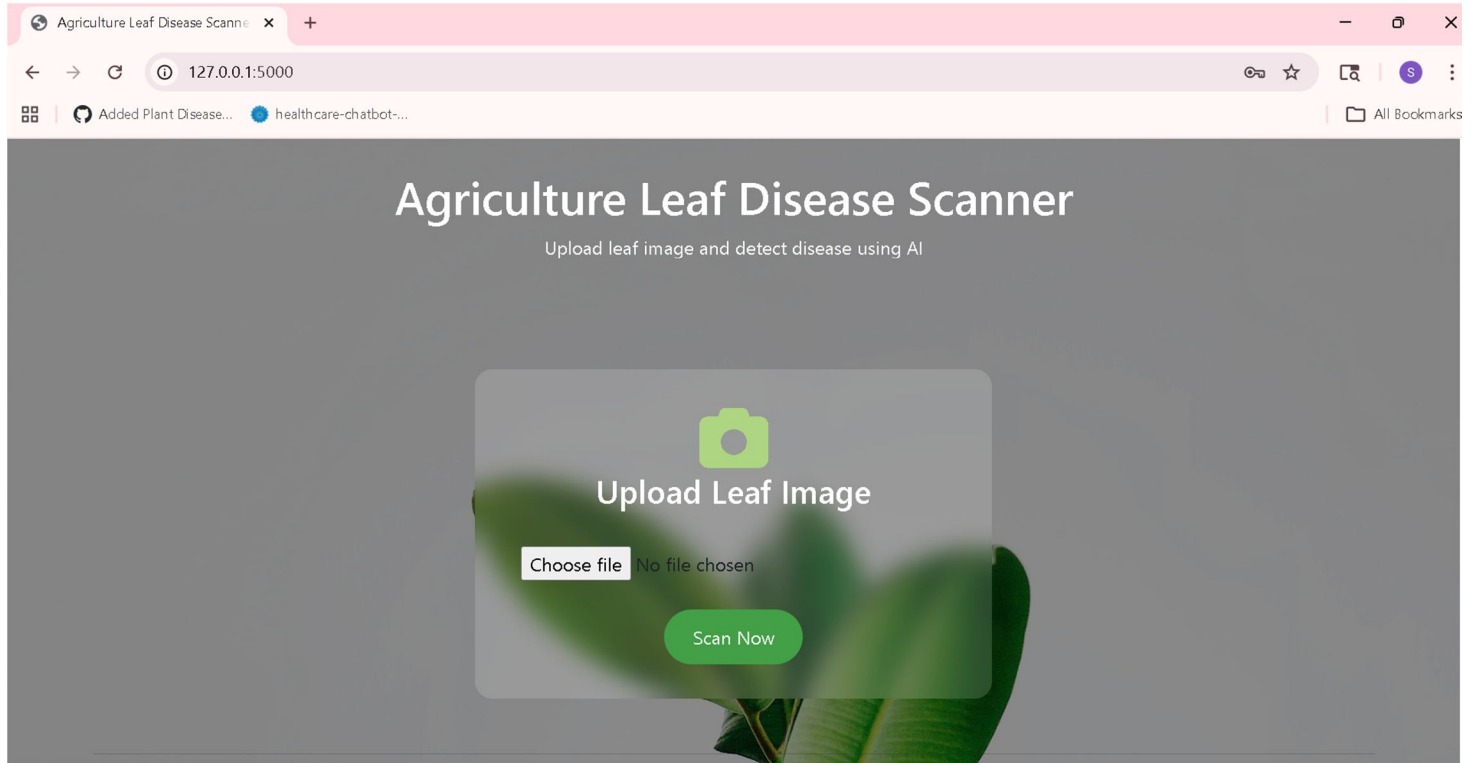 Agriculture Leaf Disease Scanne
127.0.0.1:5000
S
Added Plant Disease...
healthcare-chatbot-...
All Bookmarks
Agriculture Leaf Disease Scanner
Upload leaf image and detect disease using AI
Upload Leaf Image
Choose file No file chosen
Scan Now